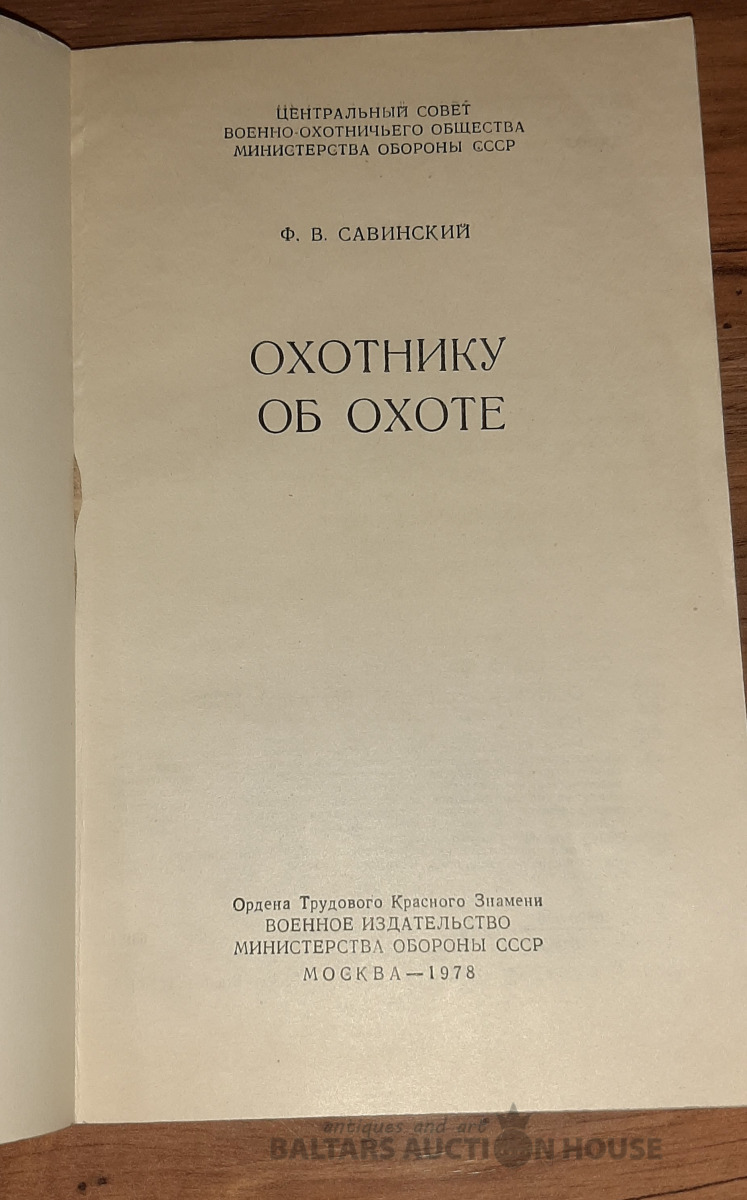 ЦЕНТРАЛЬНЫЙ СОВЕТ
ВОЕННО-ОХОТНИЧЬЕГО ОБЩЕСТВА
МИНИСТЕРСТВА ОБОРОНЫ СССР
Ф. В. САВИНСКИЙ
ОХОТНИКУ
ОБ ОХОТЕ
Ордена Трудового Красного Знамени
ВОЕННОЕ ИЗДАТЕЛЬСТВО
МИНИСТЕРСТВА ОБОРОНЫ СССР
МОСКВА—1978
antiques and art
BALTARS AUCTION HOUSE